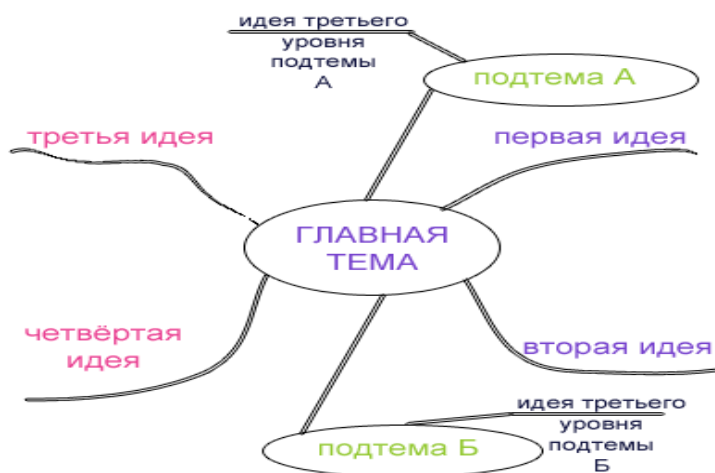 идея третьего
уровня
подтемы
А
подтема А
третья идея
первая идея
ГЛАВНАЯ
ТЕМА
четвёртая
идея
вторая идея
идея третьего
уровня
подтемы
Б
подтема Б